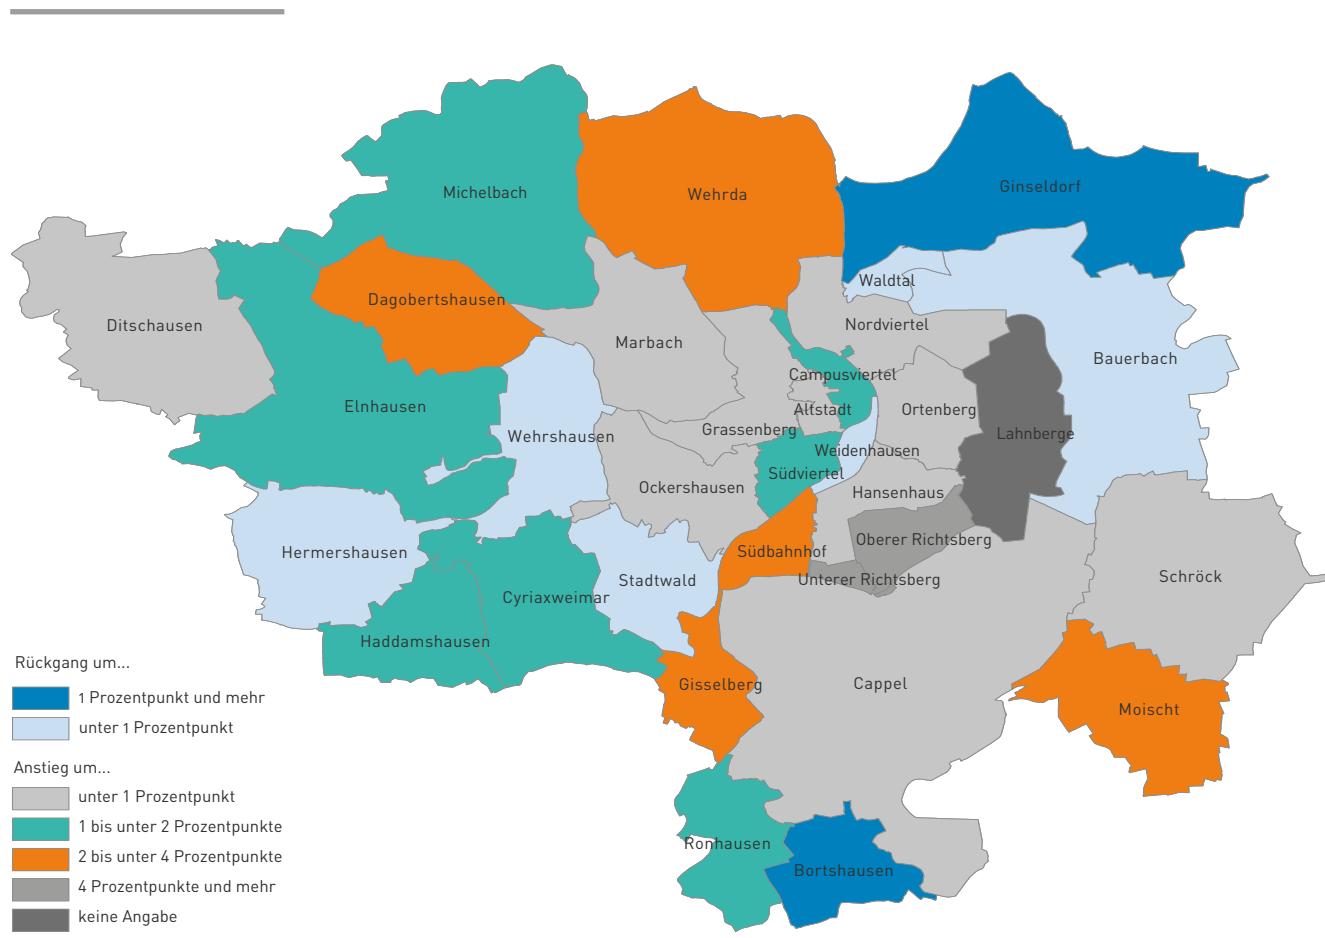 Michelbach
Wehrda
Ginseldorf
Waldtal
Dagobertshausen
Ditschausen
Nordviertel
Marbach
Bauerbach
Campusviertel
Elnhausen
Altstadt
Ortenberg
Grassenberg
Lahnberge
Wehrshausen
Weidenhausen
Südviertel
Ockershausen
Hansenhaus
Oberer Richtsberg
Hermershausen
Südbahnhof
Stadtwald
Unterer Richtsberg
Schröck
Cyriaxweimar
Haddamshausen
Gisselberg
Cappel
Moischt
Ronhausen
Bortshausen
Rückgang um...
1 Prozentpunkt und mehr
unter 1 Prozentpunkt
Anstieg um...
unter 1 Prozentpunkt
1 bis unter 2 Prozentpunkte
2 bis unter 4 Prozentpunkte
4 Prozentpunkte und mehr
keine Angabe